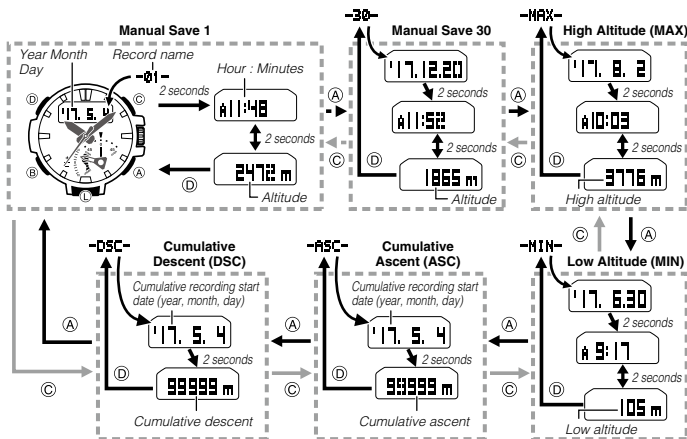 Manual Save 1
Year Month
Day
Record name
-01-
'17. 5. 4
Hour : Minutes
2 seconds
A11:48
2 seconds
2472 m
Altitude
D
C
B
A
L
D
A
C
-30-
Manual Save 30
'17.12.20
2 seconds
A11:52
2 seconds
D
1865 m
Altitude
A
C
-MAX-
High Altitude (MAX)
'17. 8. 2
2 seconds
A10:03
2 seconds
D
3776 m
High altitude
C
A
-DSC-
Cumulative
Descent (DSC)
Cumulative recording start
date (year, month, day)
'17. 5. 4
2 seconds
D
99999 m
Cumulative descent
A
C
A
C
-ASC-
Cumulative
Ascent (ASC)
Cumulative recording start
date (year, month, day)
'17. 5. 4
2 seconds
D
99999 m
Cumulative ascent
A
C
-MIN-
Low Altitude (MIN)
'17. 6.30
2 seconds
A 9:17
2 seconds
D
105 m
Low altitude